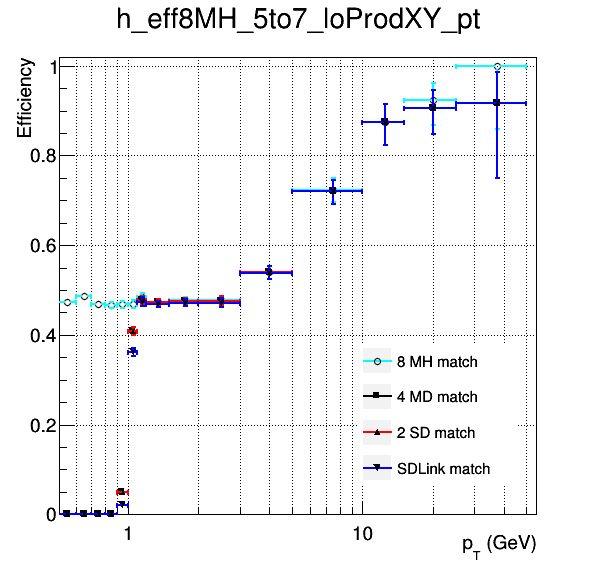 h_eff8MH_5to7_loProdXY_pt
Efficiency
1
0.8
0.6
0.4
0.2
0
8 MH match
4 MD match
2 SD match
SDLink match
1
10
p_T (GeV)